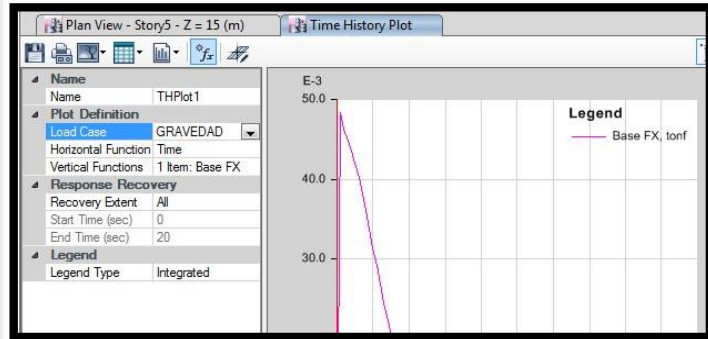 Plan View - Story5 - Z = 15 (m)
Time History Plot
Name
Name THPlot1
Plot Definition
Load Case GRAVEDAD
Horizontal Function Time
Vertical Functions 1 Item: Base FX
Response Recovery
Recovery Extent All
Start Time (sec) 0
End Time (sec) 20
Legend
Legend Type Integrated
E-3
50.0
40.0
30.0
Legend
Base FX, tonf